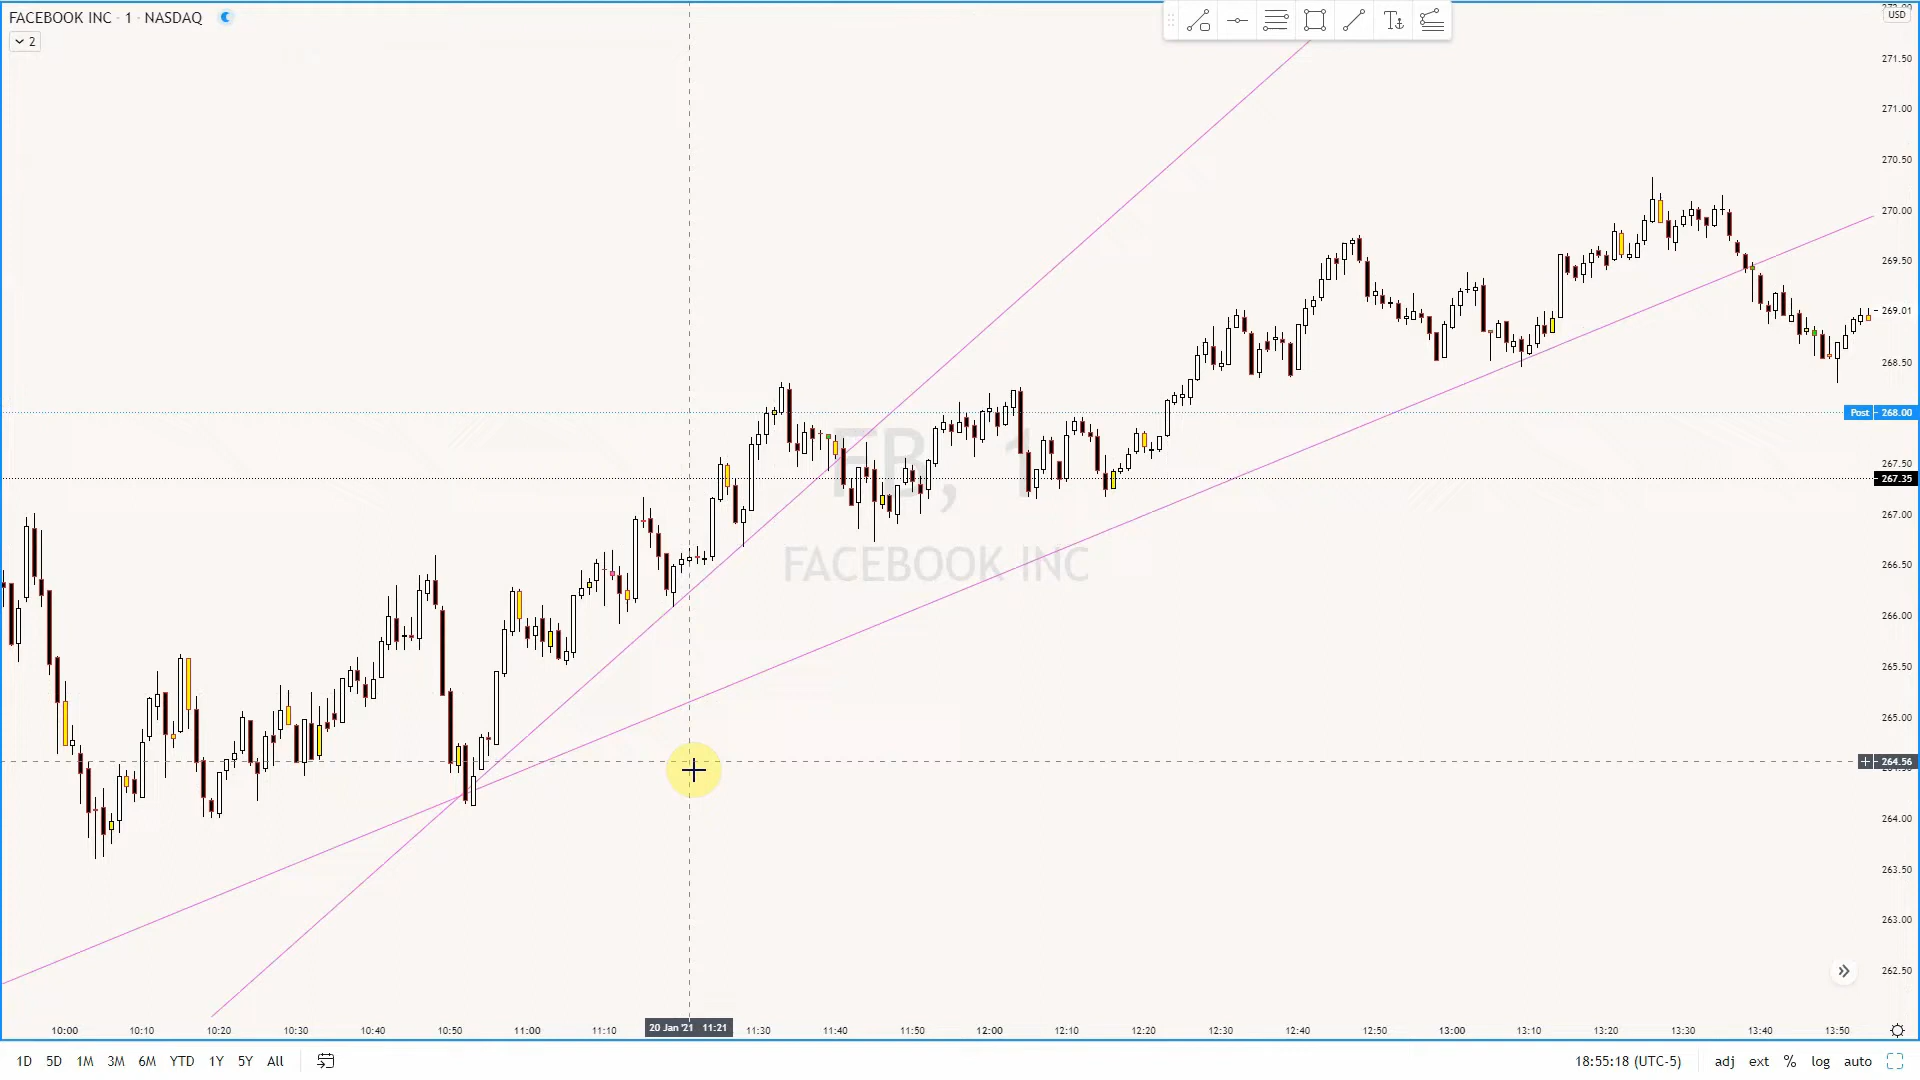 FACEBOOK INC · 1 · NASDAQ
2
USD
271.50
271.00
270.50
270.00
269.50
269.01
268.50
Post 268.00
267.50
267.35
267.00
266.50
266.00
265.50
265.00
264.56
264.00
263.50
263.00
262.50
FB, 1
FACEBOOK INC
10:00 10:10 10:20 10:30 10:40 10:50 11:00 11:10 20 Jan '21 11:21 11:30 11:40 11:50 12:00 12:10 12:20 12:30 12:40 12:50 13:00 13:10 13:20 13:30 13:40 13:50
1D 5D 1M 3M 6M YTD 1Y 5Y All 18:55:18 (UTC-5) adj ext % log auto